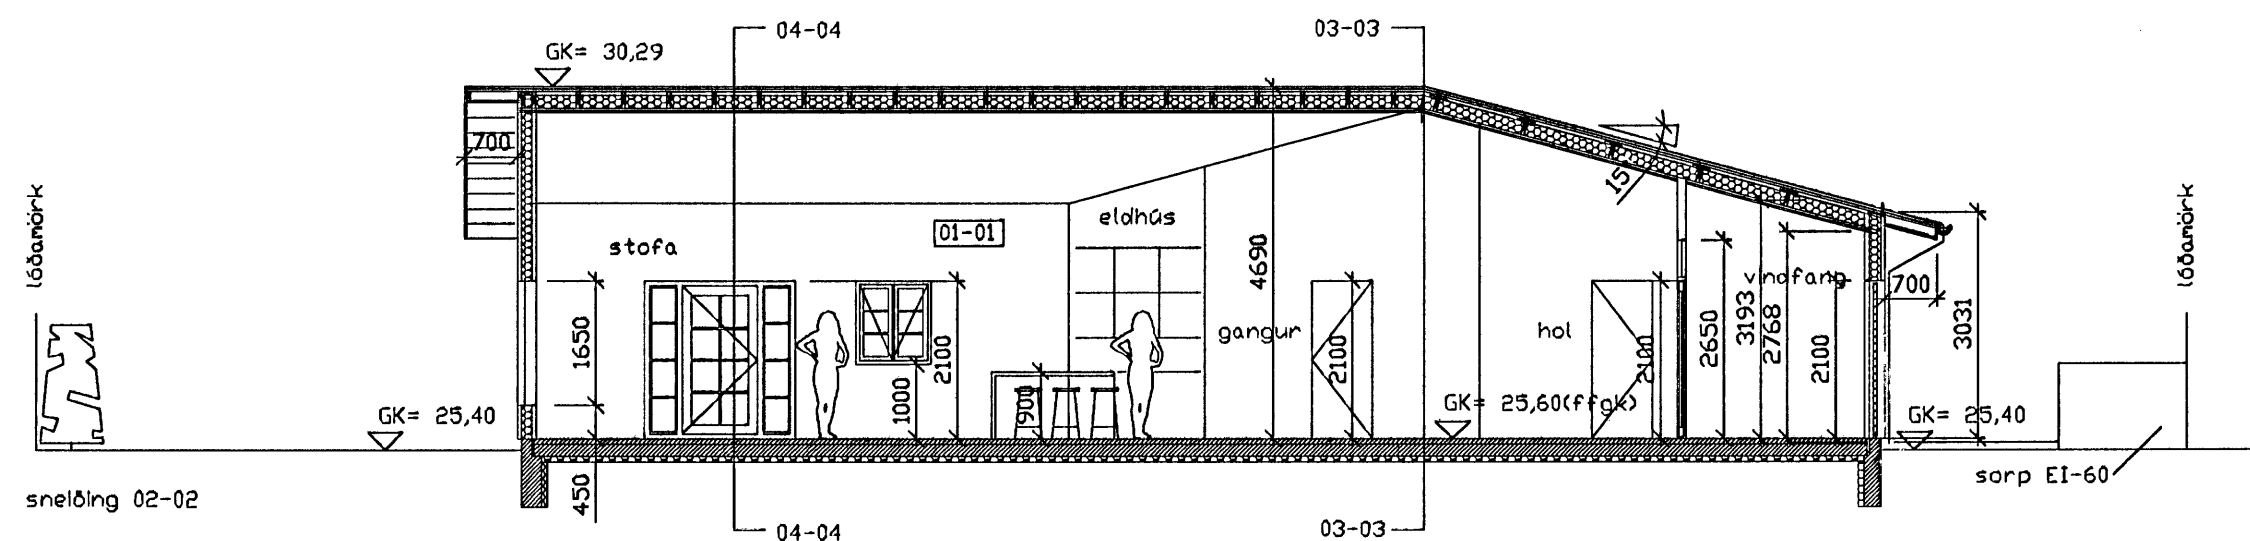 04-04
03-03
GK= 30,29
700
15°
lóðamörk
lóðamörk
eldhús
stofa
01-01
4690
vindfang
700
1650
2100
gangur
2100
hol
2100
2650
3193
2768
2100
3031
1000
900
GK= 25,40
GK= 25,60(ffgk)
GK= 25,40
sneiðing 02-02
450
sorp EI-60
04-04
03-03